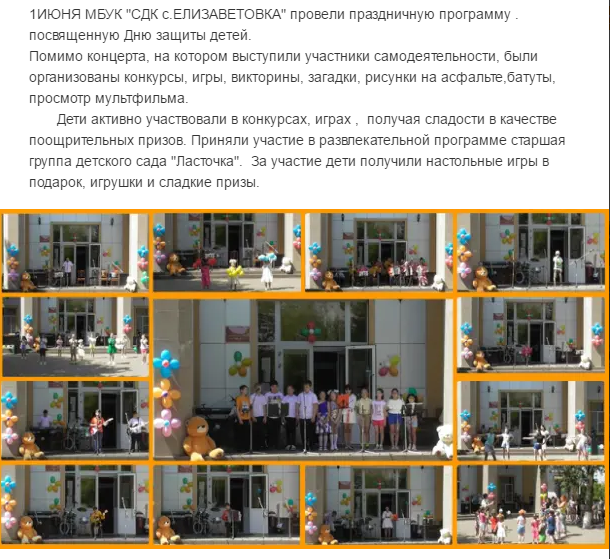 1ИЮНЯ МБУК "СДК с.ЕЛИЗАВЕТОВКА" провели праздничную программу .
посвященную Дню защиты детей.
Помимо концерта, на котором выступили участники самодеятельности, были
организованы конкурсы, игры, викторины, загадки, рисунки на асфальте,батуты,
просмотр мультфильма.
Дети активно участвовали в конкурсах, играх , получая сладости в качестве
поощрительных призов. Приняли участие в развлекательной программе старшая
группа детского сада "Ласточка". За участие дети получили настольные игры в
подарок, игрушки и сладкие призы.